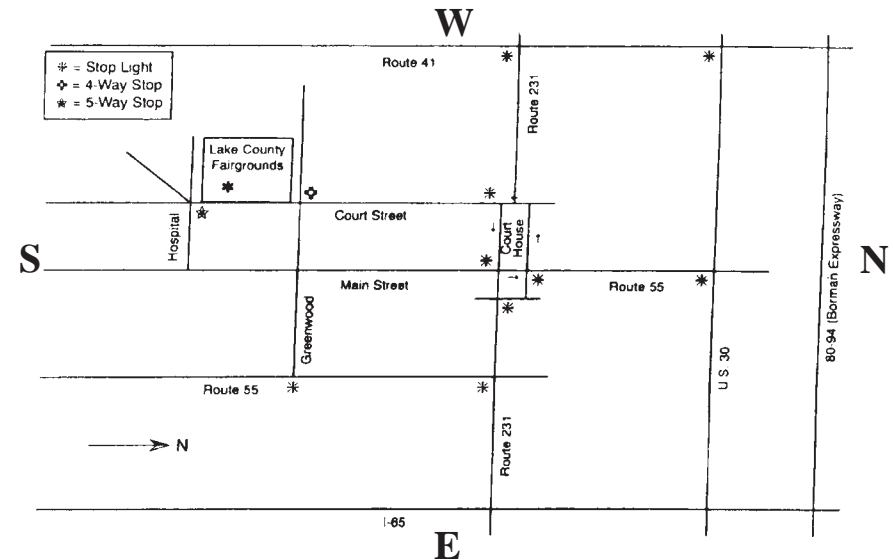 W
✳ = Stop Light
✧ = 4-Way Stop
☆ = 5-Way Stop
Route 41
Route 231
Lake County
Fairgrounds
Court Street
Court
House
Hospital
S
N
Main Street
Route 55
80-94 (Borman Expressway)
Greenwood
U.S. 30
Route 55
Route 231
N
I-65
E